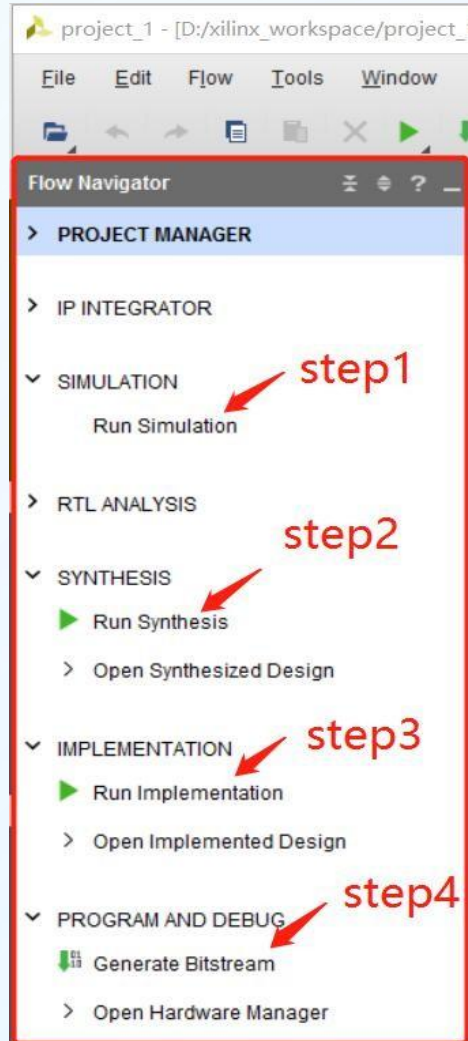 project_1 - [D:/xilinx_workspace/project_
File Edit Flow Tools Window
Flow Navigator ?
PROJECT MANAGER
IP INTEGRATOR
step1
SIMULATION
Run Simulation
RTL ANALYSIS
step2
SYNTHESIS
Run Synthesis
Open Synthesized Design
step3
IMPLEMENTATION
Run Implementation
Open Implemented Design
step4
PROGRAM AND DEBUG
Generate Bitstream
Open Hardware Manager